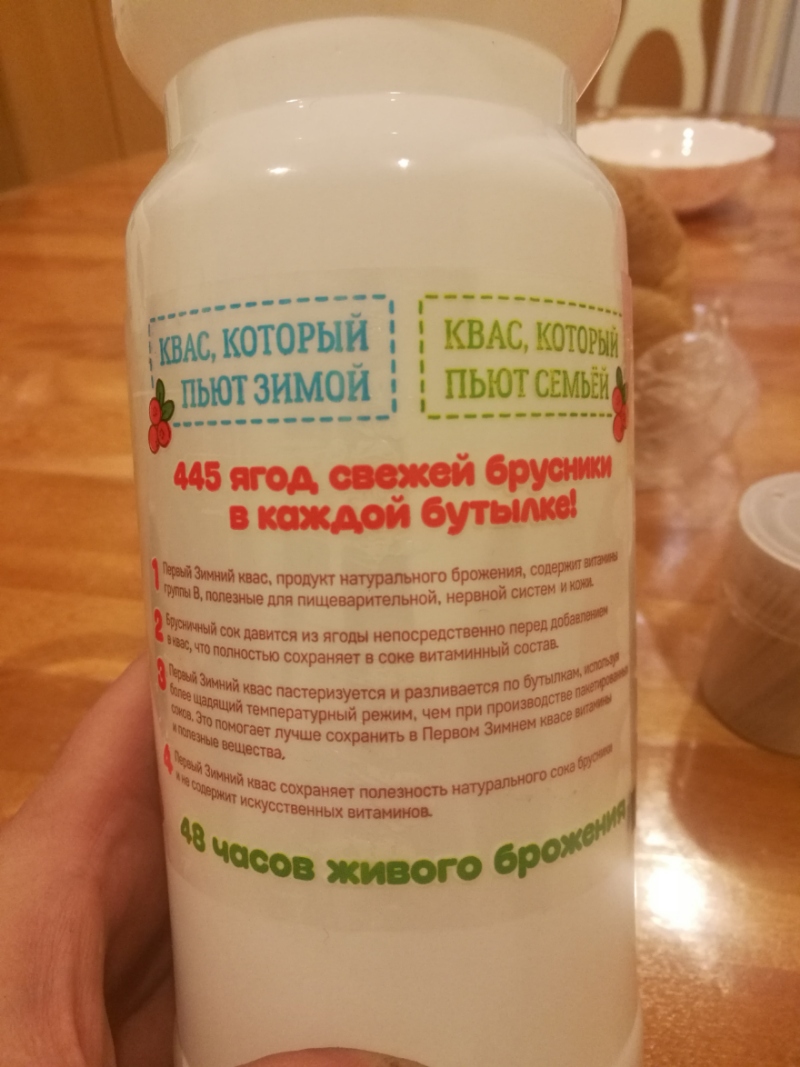 КВАС, КОТОРЫЙ
ПЬЮТ ЗИМОЙ
КВАС, КОТОРЫЙ
ПЬЮТ СЕМЬЁЙ
445 ягод свежей брусники
в каждой бутылке!
1 Первый Зимний квас, продукт натурального брожения, содержит витамины
группы В, полезные для пищеварительной, нервной систем и кожи.
2 Брусничный сок давится из ягоды непосредственно перед добавлением
в квас, что полностью сохраняет в соке витаминный состав.
3 Первый Зимний квас пастеризуется и разливается по бутылкам, используя
более щадящий температурный режим, чем при производстве пакетированных
соков. Это помогает лучше сохранить в Первом Зимнем квасе витамины
и полезные вещества.
4 Первый Зимний квас сохраняет полезность натурального сока брусники
и не содержит искусственных витаминов.
48 часов живого брожения